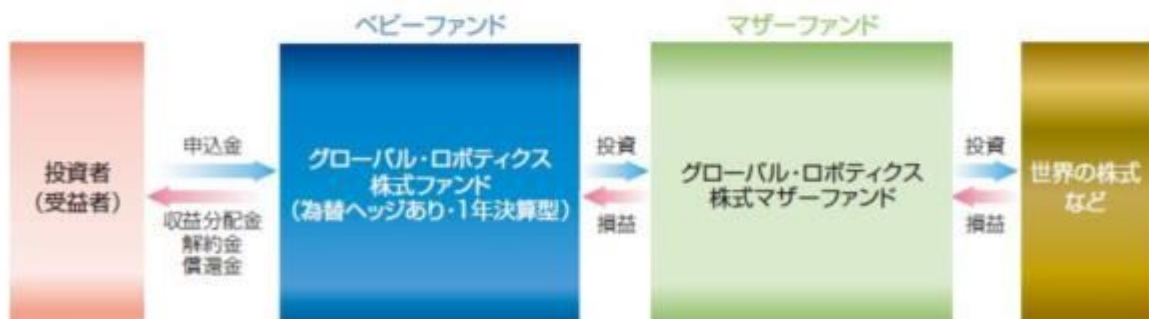 ベビーファンド
マザーファンド
投資者
（受益者）
申込金
収益分配金
解約金
償還金
グローバル・ロボティクス
株式ファンド
（為替ヘッジあり・1年決算型）
投資
損益
グローバル・ロボティクス
株式マザーファンド
投資
損益
世界の株式
など